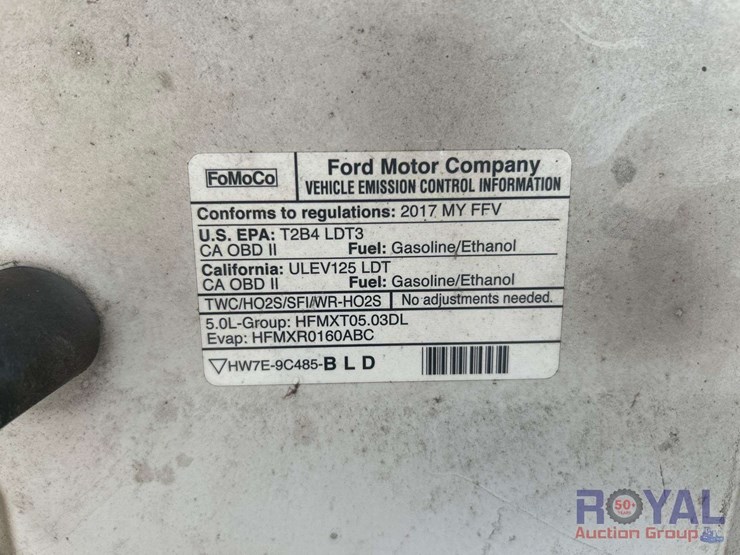 FoMoCo
Ford Motor Company
VEHICLE EMISSION CONTROL INFORMATION
Conforms to regulations: 2017 MY FFV
U.S. EPA: T2B4 LDT3
CA OBD II Fuel: Gasoline/Ethanol
California: ULEV125 LDT
CA OBD II Fuel: Gasoline/Ethanol
TWC/HO2S/SFI/WR-HO2S No adjustments needed.
5.0L-Group: HFMXT05.03DL
Evap: HFMXR0160ABC
HW7E-9C485-BLD
ROYAL
50+
YEARS
Auction Group